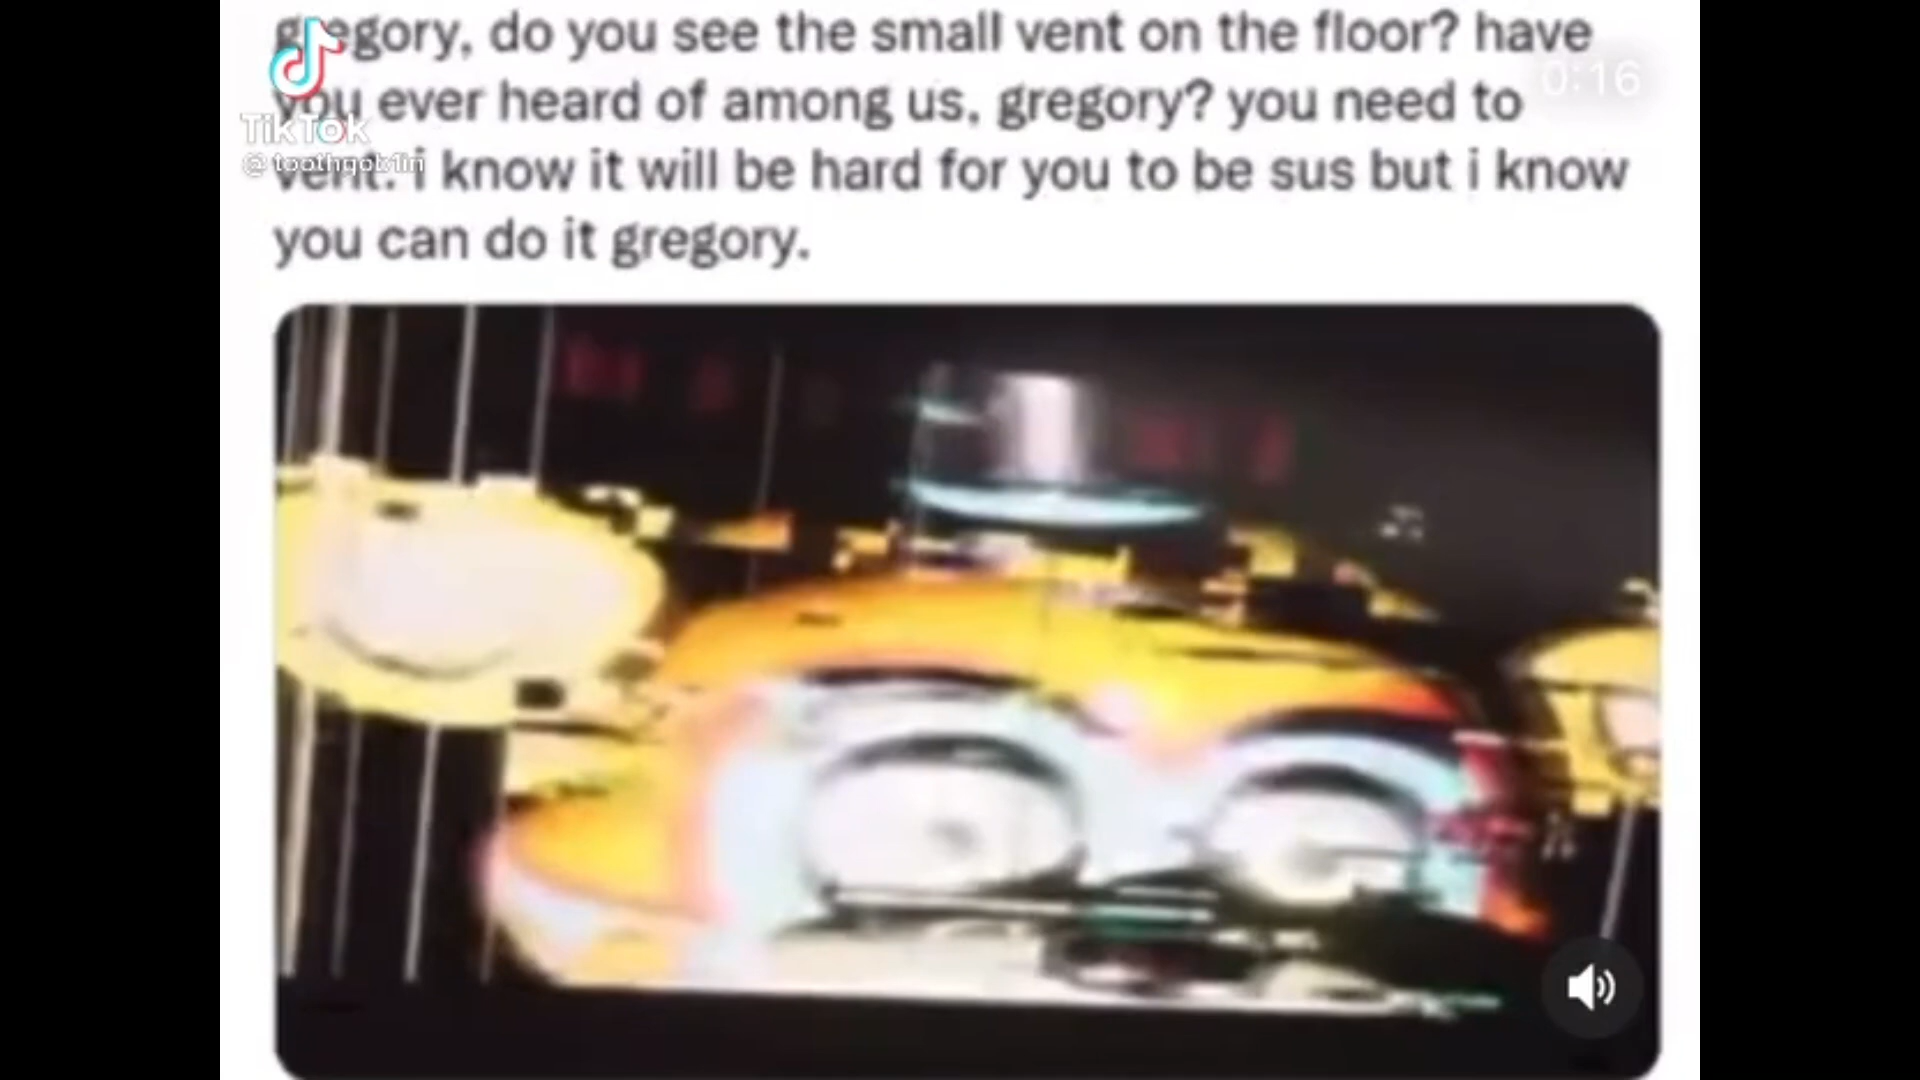 gregory, do you see the small vent on the floor? have
you ever heard of among us, gregory? you need to
vent. i know it will be hard for you to be sus but i know
you can do it gregory.
0:16
TikTok
@toothgob1in